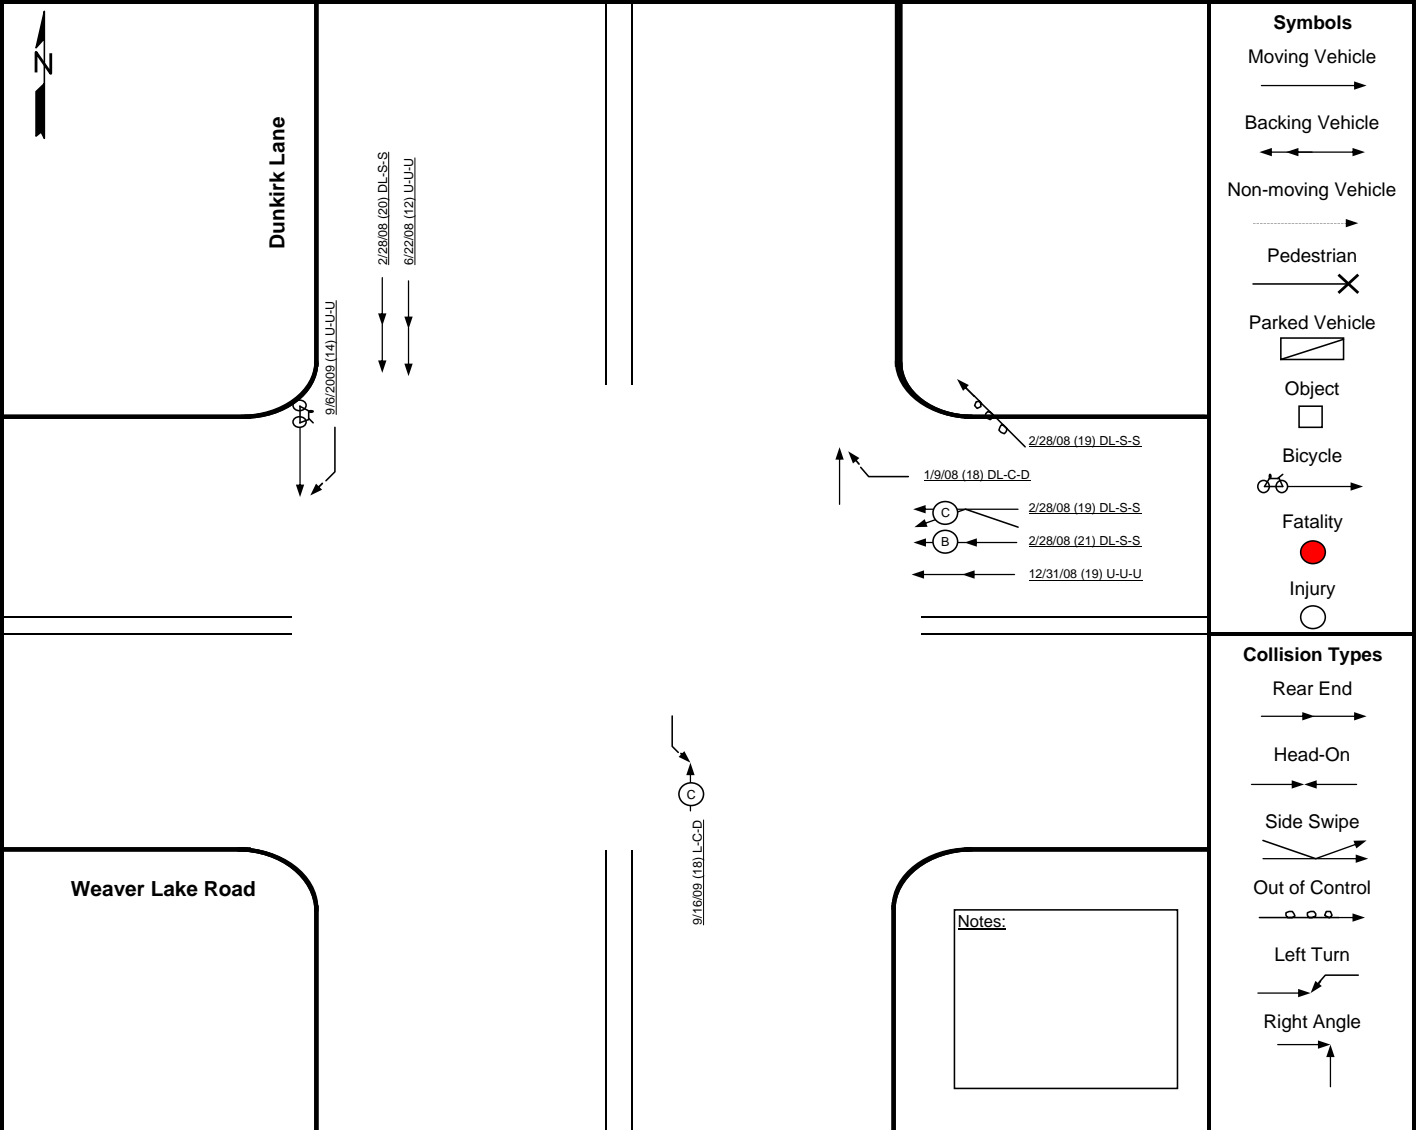 N
Dunkirk Lane
2/28/08 (20) DL-S-S
6/22/08 (12) U-U-U
9/6/2009 (14) U-U-U
2/28/08 (19) DL-S-S
1/9/08 (18) DL-C-D
C
2/28/08 (19) DL-S-S
B
2/28/08 (21) DL-S-S
12/31/08 (19) U-U-U
C
9/16/09 (18) L-C-D
Weaver Lake Road
Notes:
Symbols
Moving Vehicle
Backing Vehicle
Non-moving Vehicle
Pedestrian
Parked Vehicle
Object
Bicycle
Fatality
Injury
Collision Types
Rear End
Head-On
Side Swipe
Out of Control
Left Turn
Right Angle